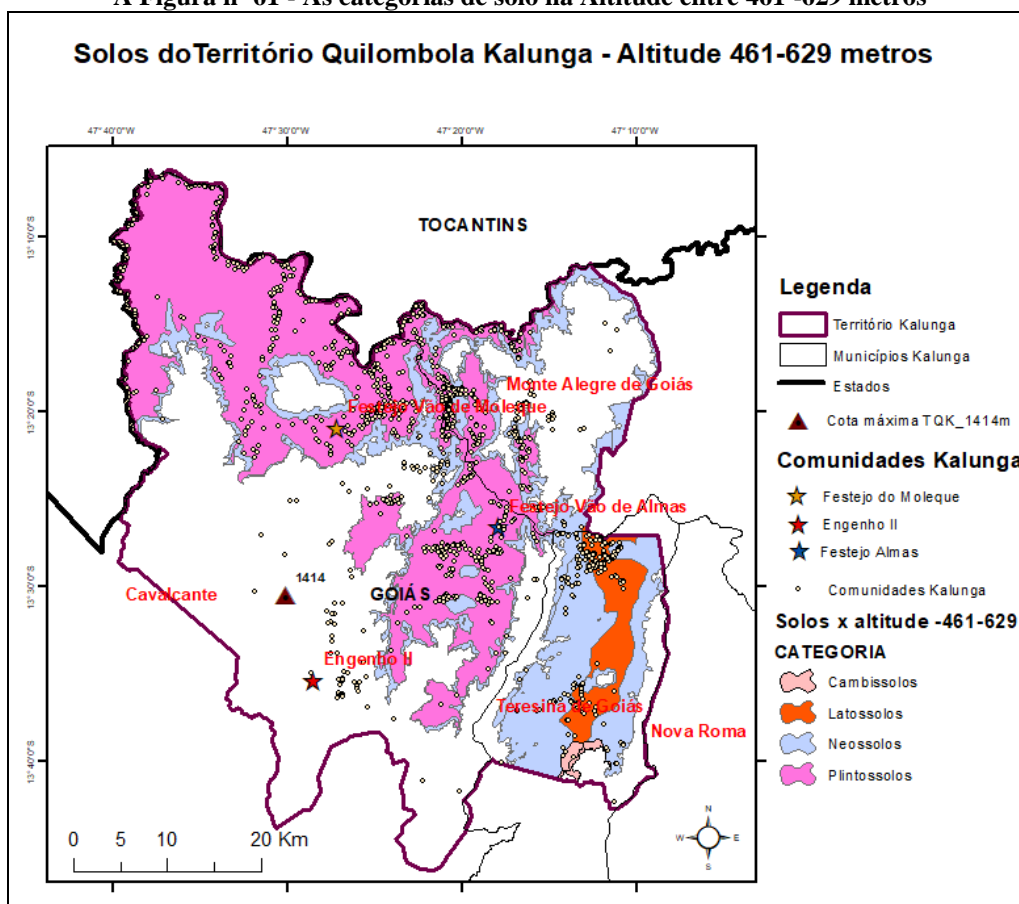 A Figura nº 61 - As categorias de solo na Altitude entre 461 -629 metros
Solos doTerritório Quilombola Kalunga - Altitude 461-629 metros
47°40'0"W
47°30'0"W
47°20'0"W
47°10'0"W
13°10'0"S
13°20'0"S
13°30'0"S
13°40'0"S
TOCANTINS
Monte Alegre de Goiás
Festejo Vão de Moleque
Festejo Vão de Almas
1414
Cavalcante
GOIÁS
Engenho II
Teresina de Goiás
Nova Roma
0 5 10 20 Km
N
W E
S
Legenda
Território Kalunga
Municípios Kalunga
Estados
Cota máxima TQK_1414m
Comunidades Kalunga
Festejo do Moleque
Engenho II
Festejo Almas
Comunidades Kalunga
Solos x altitude -461-629
CATEGORIA
Cambissolos
Latossolos
Neossolos
Plintossolos